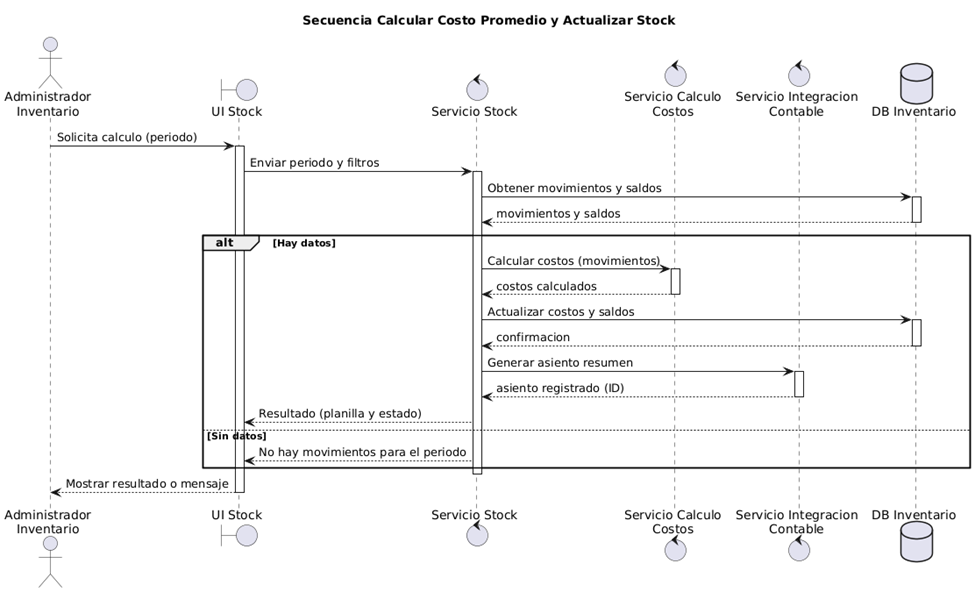 Secuencia Calcular Costo Promedio y Actualizar Stock
Administrador
Inventario
UI Stock
Servicio Stock
Servicio Calculo
Costos
Servicio Integracion
Contable
DB Inventario
Solicita calculo (periodo)
Enviar periodo y filtros
Obtener movimientos y saldos
movimientos y saldos
alt
[Hay datos]
Calcular costos (movimientos)
costos calculados
Actualizar costos y saldos
confirmacion
Generar asiento resumen
asiento registrado (ID)
Resultado (planilla y estado)
[Sin datos]
No hay movimientos para el periodo
Mostrar resultado o mensaje
Administrador
Inventario
UI Stock
Servicio Stock
Servicio Calculo
Costos
Servicio Integracion
Contable
DB Inventario